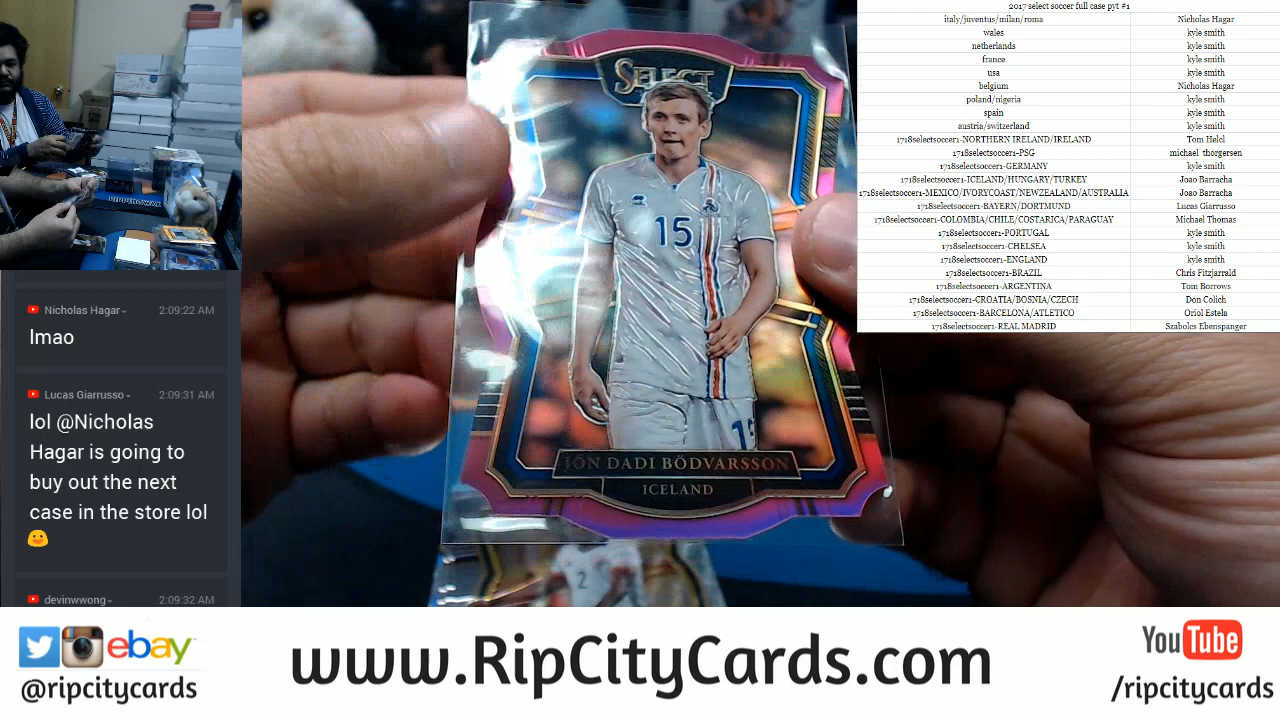 2017 select soccer full case pyt #1
italy/juventus/milan/roma Nicholas Hagar
wales kyle smith
netherlands kyle smith
france kyle smith
usa kyle smith
belgium Nicholas Hagar
poland/nigeria kyle smith
spain kyle smith
austria/switzerland kyle smith
1718selectsoccer1-NORTHERN IRELAND/IRELAND Tom Helcl
1718selectsoccer1-PSG michael thorgersen
1718selectsoccer1-GERMANY kyle smith
1718selectsoccer1-ICELAND/HUNGARY/TURKEY Joao Barracha
1718selectsoccer1-MEXICO/IVORYCOAST/NEWZEALAND/AUSTRALIA Joao Barracha
1718selectsoccer1-BAYERN/DORTMUND Lucas Giarusso
1718selectsoccer1-COLOMBIA/CHILE/COSTARICA/PARAGUAY Michael Thomas
1718selectsoccer1-PORTUGAL kyle smith
1718selectsoccer1-CHELSEA kyle smith
1718selectsoccer1-ENGLAND kyle smith
1718selectsoccer1-BRAZIL Chris Fitzjarrald
1718selectsoccer1-ARGENTINA Tom Borrows
1718selectsoccer1-CROATIA/BOSNIA/CZECH Don Colich
1718selectsoccer1-BARCELONA/ATLETICO Oriol Estela
1718selectsoccer1-REAL MADRID Szabolcs Ebenspanger
SELECT
15
15
JÓN DADI BÖDVARSSON
ICELAND
2
Nicholas Hagar 2:09:22 AM
lmao
Lucas Giarrusso 2:09:31 AM
lol @Nicholas
Hagar is going to
buy out the next
case in the store lol
devinwwong 2:09:32 AM
ebay
@ripcitycards
www.RipCityCards.com
YouTube
/ripcitycards